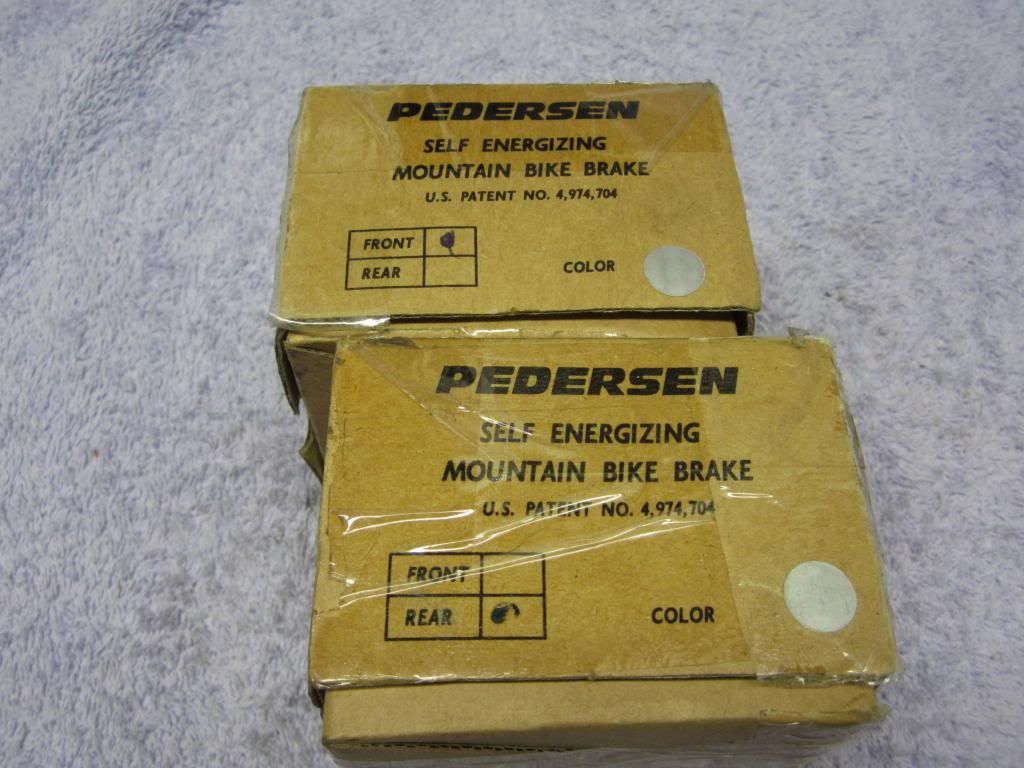 PEDERSEN
SELF ENERGIZING
MOUNTAIN BIKE BRAKE
U.S. PATENT NO. 4,974,704
FRONT
REAR
COLOR
PEDERSEN
SELF ENERGIZING
MOUNTAIN BIKE BRAKE
U.S. PATENT NO. 4,974,704
FRONT
REAR
COLOR